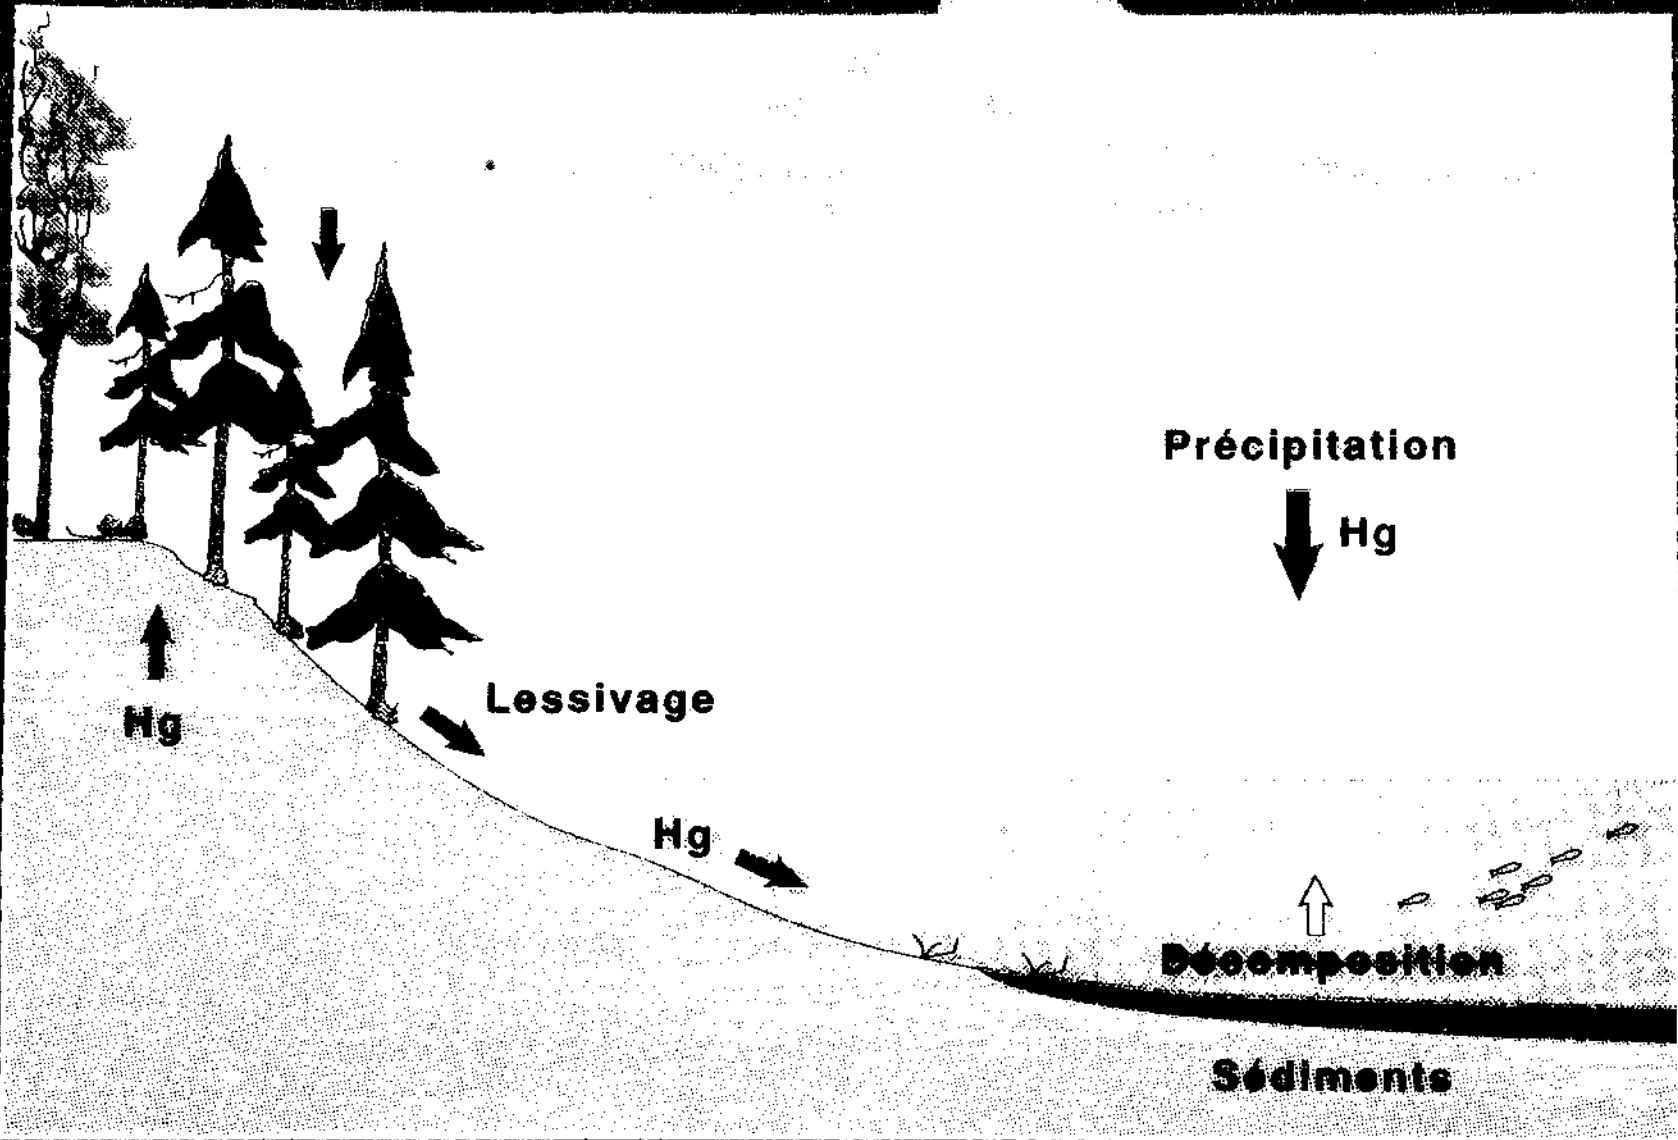 Précipitation
Hg
Hg
Lessivage
Hg
Décomposition
Sédiments